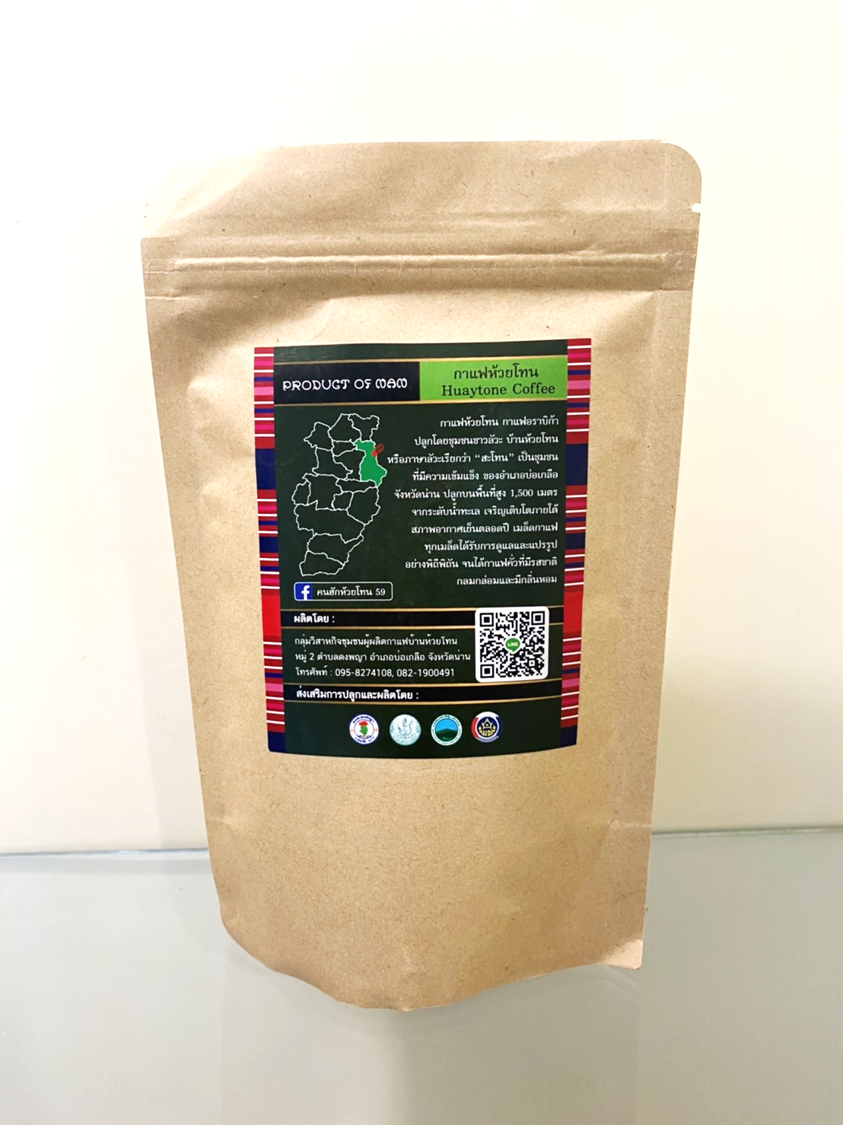 PRODUCT OF NAN
กาแฟห้วยโทน
Huaytone Coffee
กาแฟห้วยโทน กาแฟอราบิก้า
ปลูกโดยชุมชนชาวลัวะ บ้านห้วยโทน
หรือภาษาลัวะเรียกว่า “สะโทน” เป็นชุมชน
ที่มีความเข้มแข็ง ของอำเภอบ่อเกลือ
จังหวัดน่าน ปลูกบนพื้นที่สูง 1,500 เมตร
จากระดับน้ำทะเล เจริญเติบโตภายใต้
สภาพอากาศเย็นตลอดปี เมล็ดกาแฟ
ทุกเมล็ดได้รับการดูแลและแปรรูป
อย่างพิถีพิถัน จนได้กาแฟคั่วที่มีรสชาติ
กลมกล่อมและมีกลิ่นหอม
f คนฮักห้วยโทน 59
ผลิตโดย :
กลุ่มวิสาหกิจชุมชนผู้ผลิตกาแฟบ้านห้วยโทน
หมู่ 2 ตำบลดงพญา อำเภอบ่อเกลือ จังหวัดน่าน
โทรศัพท์ : 095-8274108, 082-1900491
LINE
ส่งเสริมการปลูกและผลิตโดย :